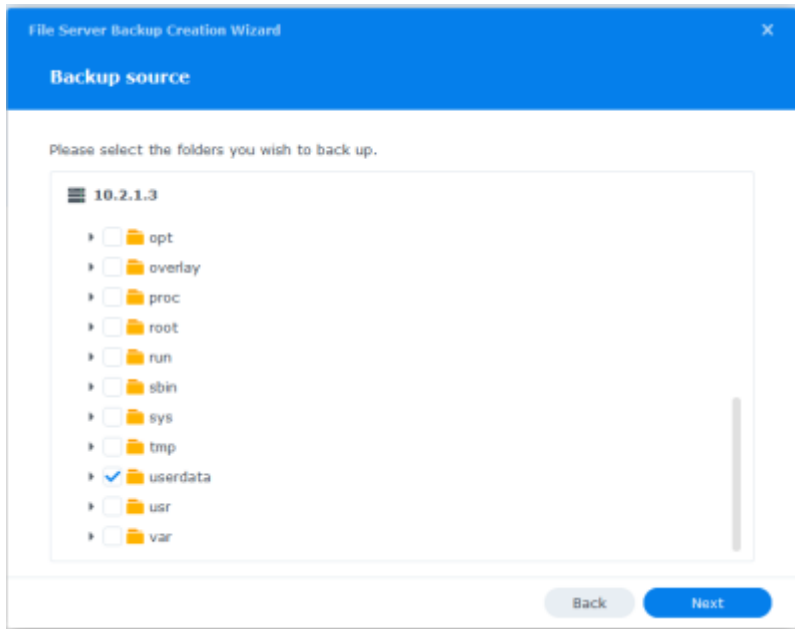 File Server Backup Creation Wizard
Backup source
Please select the folders you wish to back up.
10.2.1.3
opt
overlay
proc
root
run
sbin
sys
tmp
userdata
usr
var
Back Next